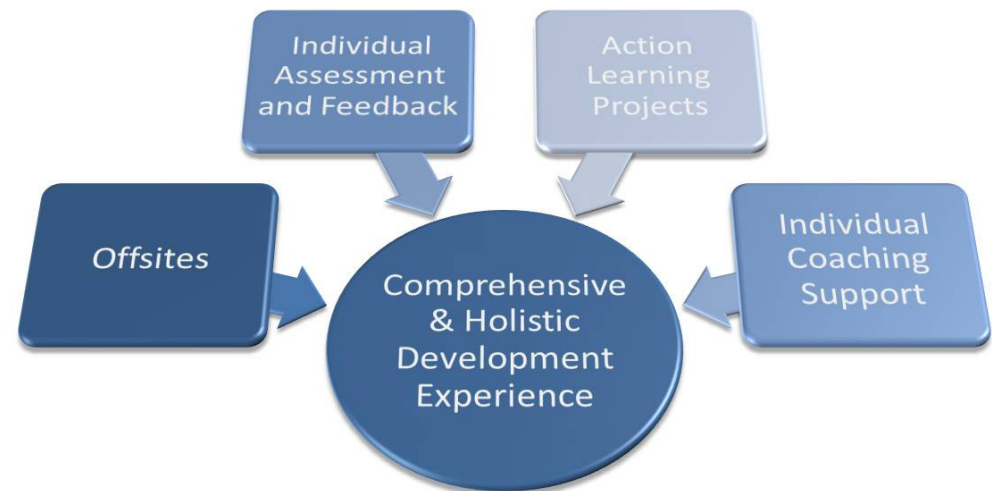 Individual
Assessment
and Feedback
Action
Learning
Projects
Offsites
Individual
Coaching
Support
Comprehensive
& Holistic
Development
Experience